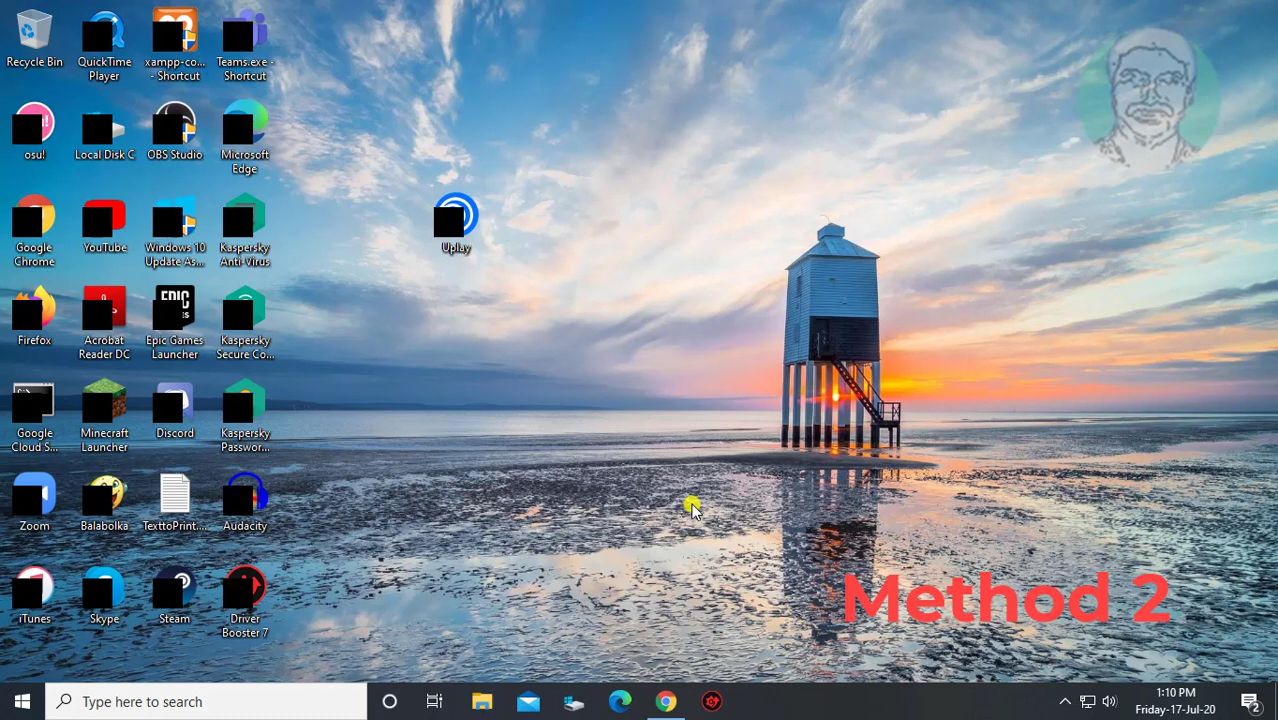 Recycle Bin
QuickTime
Player
xampp-co...
- Shortcut
Teams.exe -
Shortcut
osu!
Local Disk C
OBS Studio
Microsoft
Edge
Google
Chrome
YouTube
Windows 10
Update As...
Kaspersky
Anti-Virus
Uplay
Firefox
Acrobat
Reader DC
EPIC
Epic Games
Launcher
Kaspersky
Secure Co...
Google
Cloud S...
Minecraft
Launcher
Discord
Kaspersky
Passwor...
Zoom
Balabolka
TexttoPrint....
Audacity
iTunes
Skype
Steam
Driver
Booster 7
Method 2
Type here to search
1:10 PM
Friday-17-Jul-20
2